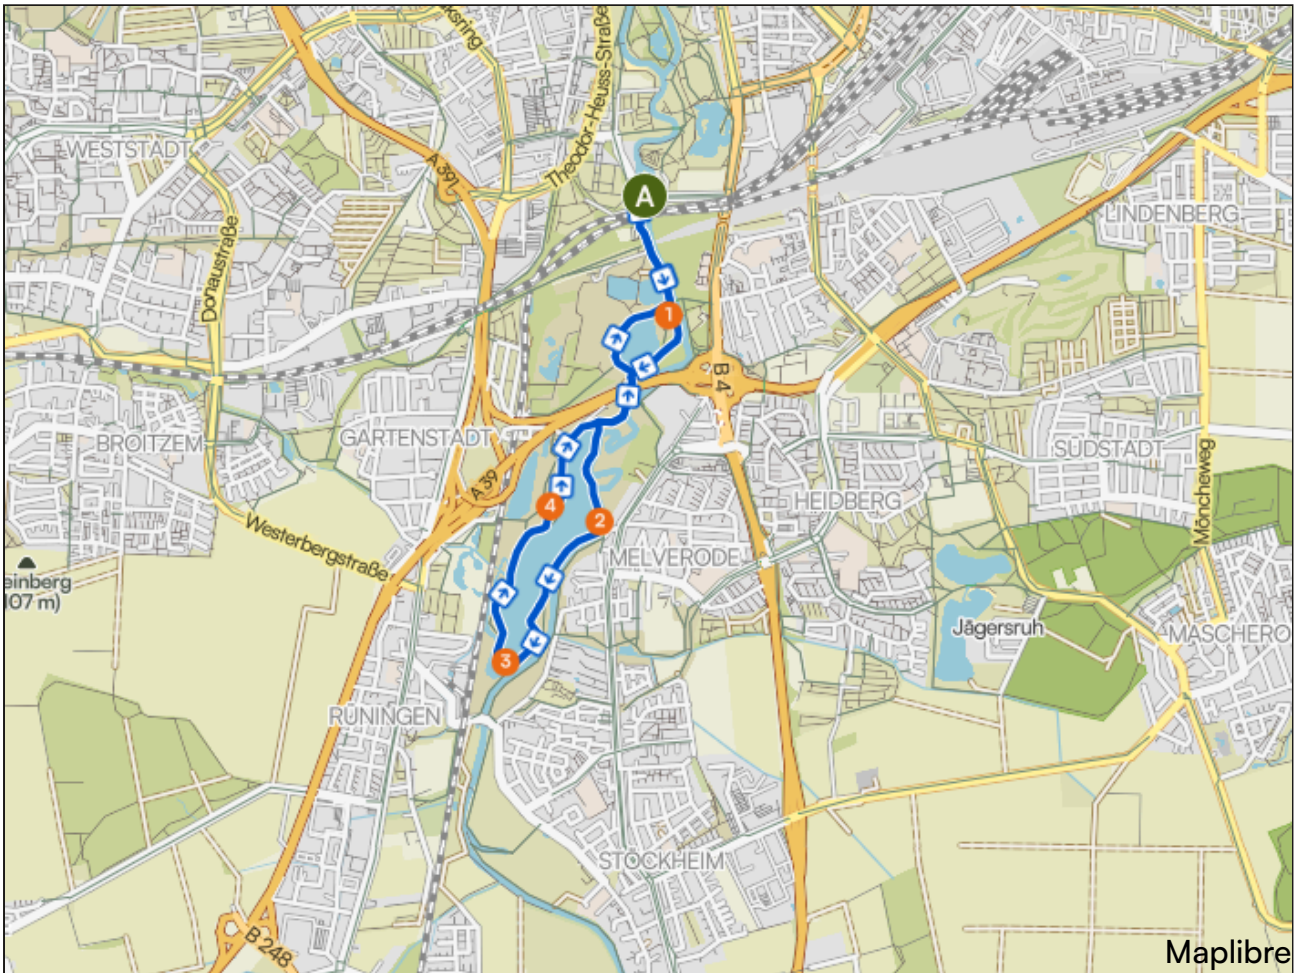 ksring
Theodor-Heuss-Straße
WESTSTADT
A 391
A
LINDENBERG
Donaustraße
1
B 4
BROITZEM
GARTENSTADT
SÜDSTADT
A 39
Möncheweg
4
HEIDBERG
2
Westerbergstraße
MELVERODE
einberg
107 m)
Jägersruh
MASCHERO
3
RÜNINGEN
STÖCKHEIM
B 248
Maplibre